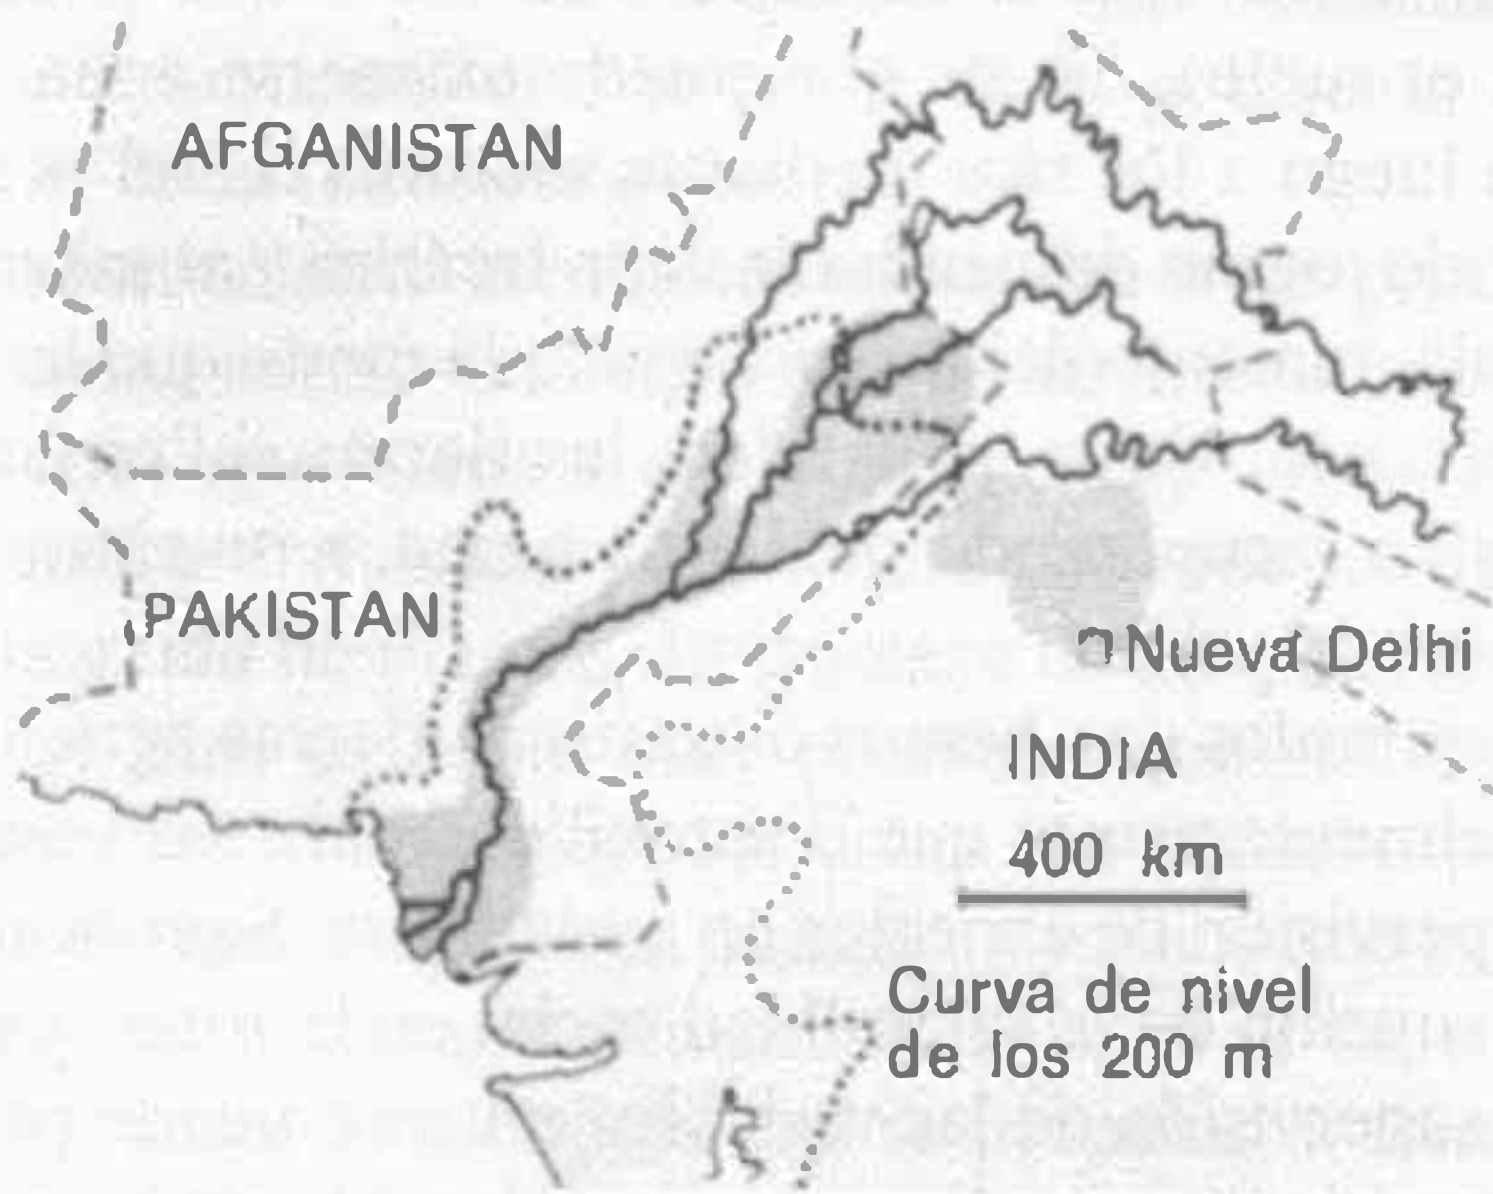 AFGANISTAN
PAKISTAN
Nueva Delhi
INDIA
400 km
Curva de nivel
de los 200 m